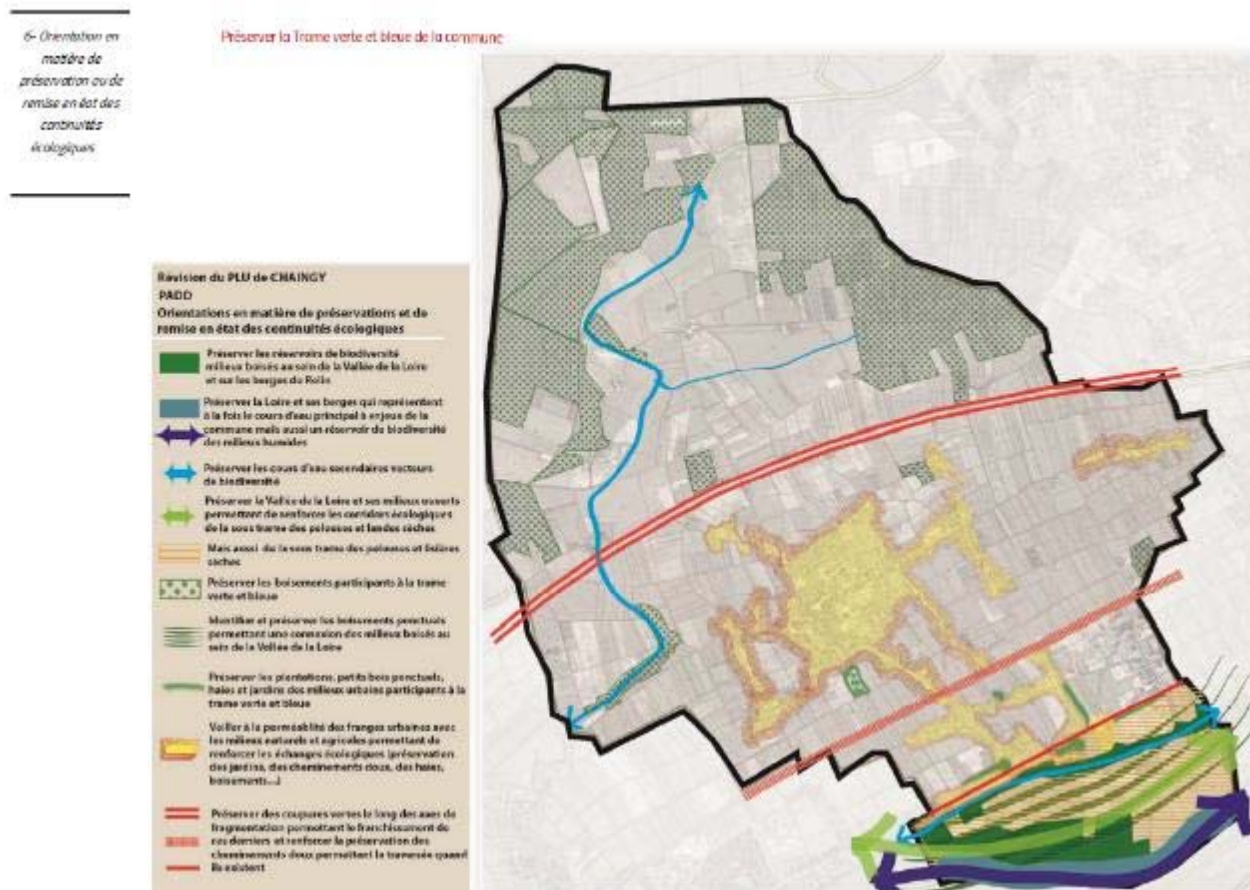 6- Orientation en
matière de
préservation ou de
remise en état des
continuités
écologiques
Préserver la Trame verte et bleue de la commune
Révision du PLU de CHAINGY
PADD
Orientations en matière de préservations et de
remise en état des continuités écologiques
Préserver les réservoirs de biodiversité
milieux boisés au sein de la Vallée de la Loire
et sur les berges du Rollin
Préserver la Loire et ses berges qui représentent
à la fois le cours d'eau principal à enjeux de la
commune mais aussi un réservoir de biodiversité
des milieux humides
Préserver les cours d'eau secondaires vecteurs
de biodiversité
Préserver la Vallée de la Loire et ses milieux ouverts
permettant de renforcer les corridors écologiques
de la sous trame des pelouses et landes sèches
Mais aussi de la sous trame des pelouses et lisières
sèches
Préserver les boisements participants à la trame
verte et bleue
Identifier et préserver les boisements ponctuels
permettant une connexion des milieux boisés au
sein de la Vallée de la Loire
Préserver les plantations, petits bois ponctuels,
haies et jardins des milieux urbains participants à la
trame verte et bleue
Veiller à la perméabilité des franges urbaines avec
les milieux naturels et agricoles permettant de
renforcer les échanges écologiques (préservation
des jardins, des cheminements doux, des haies,
boisements...)
Préserver des coupures vertes le long des axes de
fragmentation permettant le franchissement de
ces derniers et renforcer la préservation des
cheminements doux permettant la traversée quand
ils existent